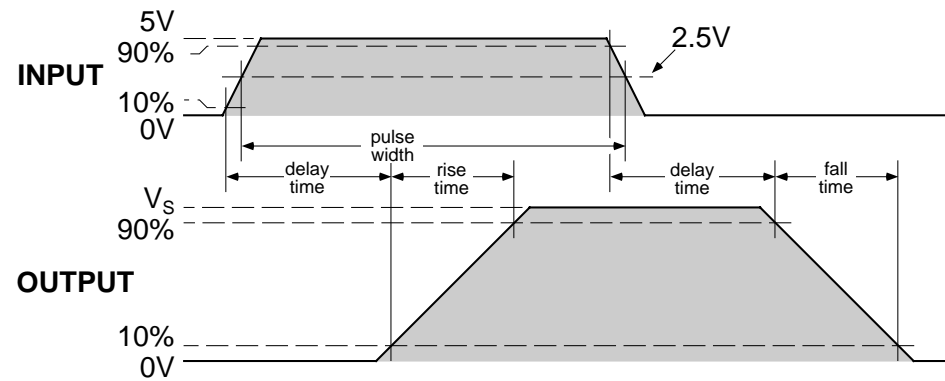 5V
90%
2.5V
INPUT
10%
0V
pulse
width
delay
time
rise
time
delay
time
fall
time
VS
90%
OUTPUT
10%
0V